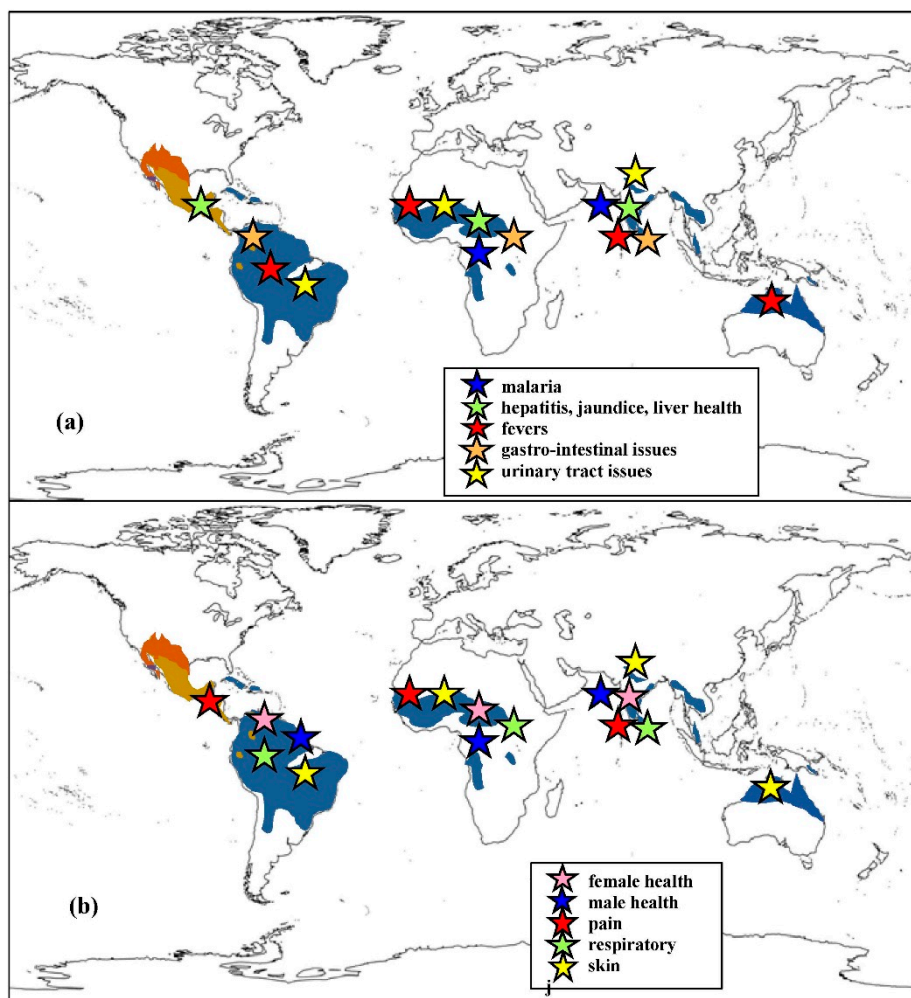 malaria
hepatitis, jaundice, liver health
fevers
gastro-intestinal issues
urinary tract issues
(a)
female health
male health
pain
respiratory
skin
j
(b)